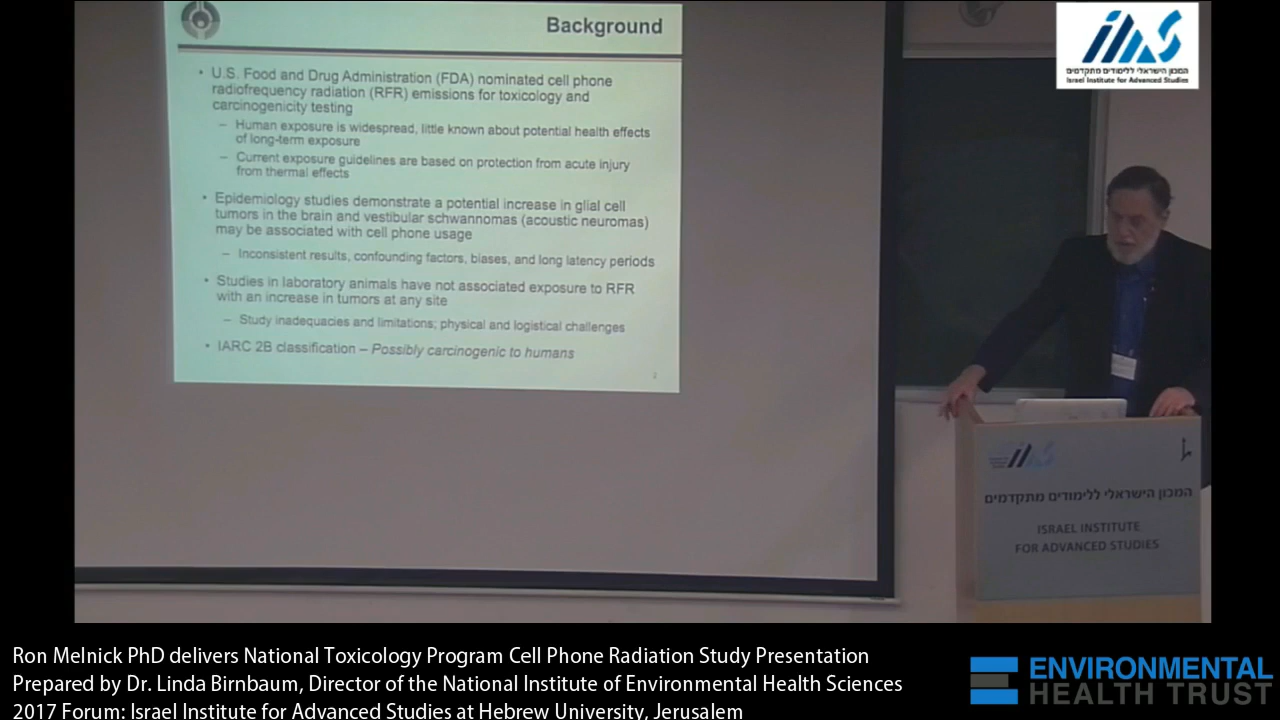 Background
• U.S. Food and Drug Administration (FDA) nominated cell phone
radiofrequency radiation (RFR) emissions for toxicology and
carcinogenicity testing
– Human exposure is widespread, little known about potential health effects
of long-term exposure
– Current exposure guidelines are based on protection from acute injury
from thermal effects
• Epidemiology studies demonstrate a potential increase in glial cell
tumors in the brain and vestibular schwannomas (acoustic neuromas)
may be associated with cell phone usage
– Inconsistent results, confounding factors, biases, and long latency periods
• Studies in laboratory animals have not associated exposure to RFR
with an increase in tumors at any site
– Study inadequacies and limitations; physical and logistical challenges
• IARC 2B classification – Possibly carcinogenic to humans
2
IIAS
המכון הישראלי ללימודים מתקדמים
Israel Institute for Advanced Studies
IIAS
המכון הישראלי ללימודים מתקדמים
ISRAEL INSTITUTE
FOR ADVANCED STUDIES
Ron Melnick PhD delivers National Toxicology Program Cell Phone Radiation Study Presentation
Prepared by Dr. Linda Birnbaum, Director of the National Institute of Environmental Health Sciences
2017 Forum: Israel Institute for Advanced Studies at Hebrew University, Jerusalem
ENVIRONMENTAL
HEALTH TRUST